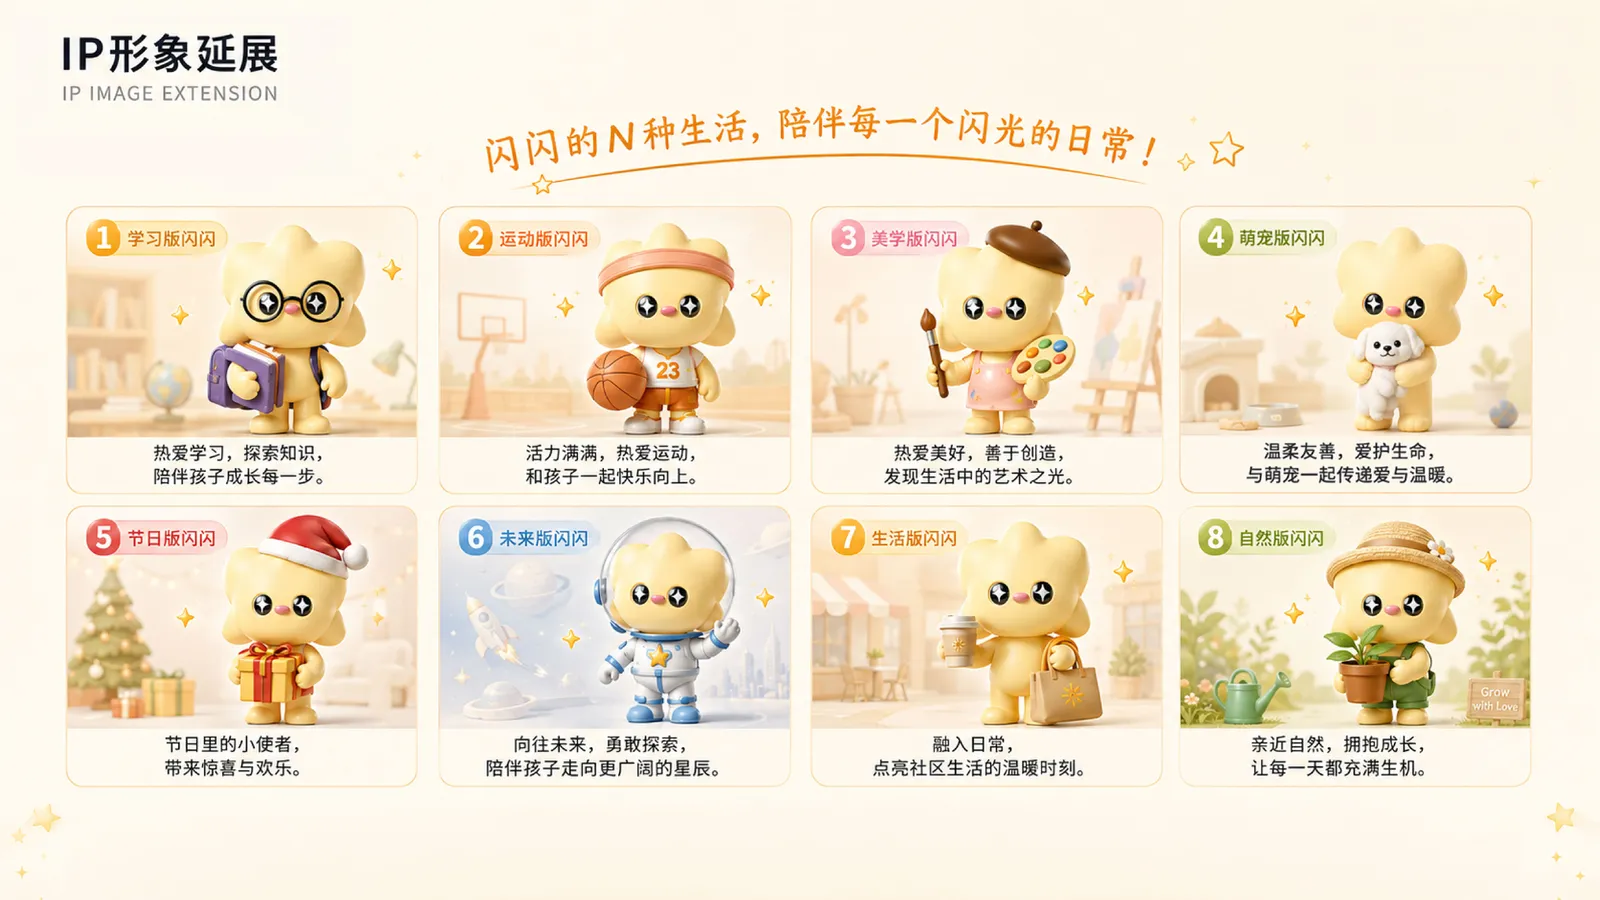 IP形象延展
IP IMAGE EXTENSION
闪闪的N种生活,陪伴每一个闪光的日常!
1 学习版闪闪
热爱学习，探索知识，
陪伴孩子成长每一步。
2 运动版闪闪
23
活力满满，热爱运动，
和孩子一起快乐向上。
3 美学版闪闪
热爱美好，善于创造，
发现生活中的艺术之光。
4 萌宠版闪闪
温柔友善，爱护生命，
与萌宠一起传递爱与温暖。
5 节日版闪闪
节日里的小使者，
带来惊喜与欢乐。
6 未来版闪闪
向往未来，勇敢探索，
陪伴孩子走向更广阔的星辰。
7 生活版闪闪
融入日常，
点亮社区生活的温暖时刻。
8 自然版闪闪
Grow
with Love
亲近自然，拥抱成长，
让每一天都充满生机。